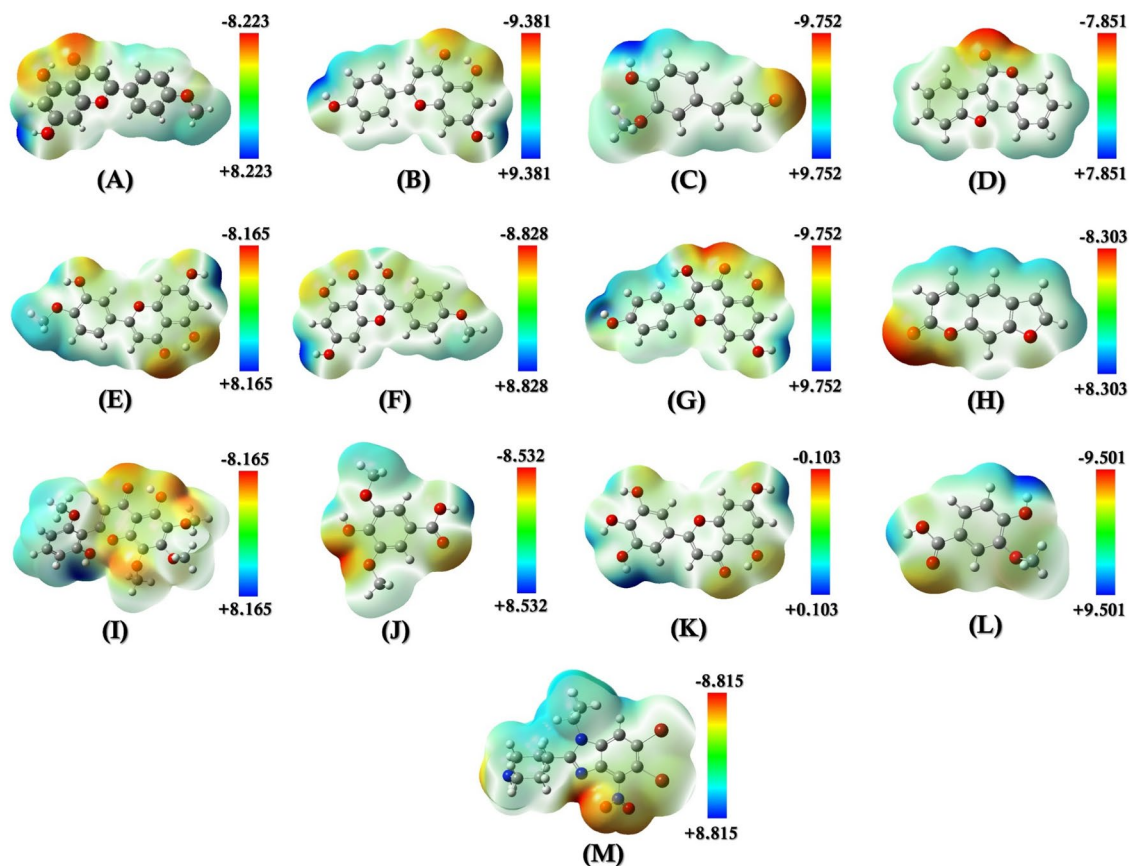 -8.223
+8.223
(A)
-9.381
+9.381
(B)
-9.752
+9.752
(C)
-7.851
+7.851
(D)
-8.165
+8.165
(E)
-8.828
+8.828
(F)
-9.752
+9.752
(G)
-8.303
+8.303
(H)
-8.165
+8.165
(I)
-8.532
+8.532
(J)
-0.103
+0.103
(K)
-9.501
+9.501
(L)
-8.815
+8.815
(M)